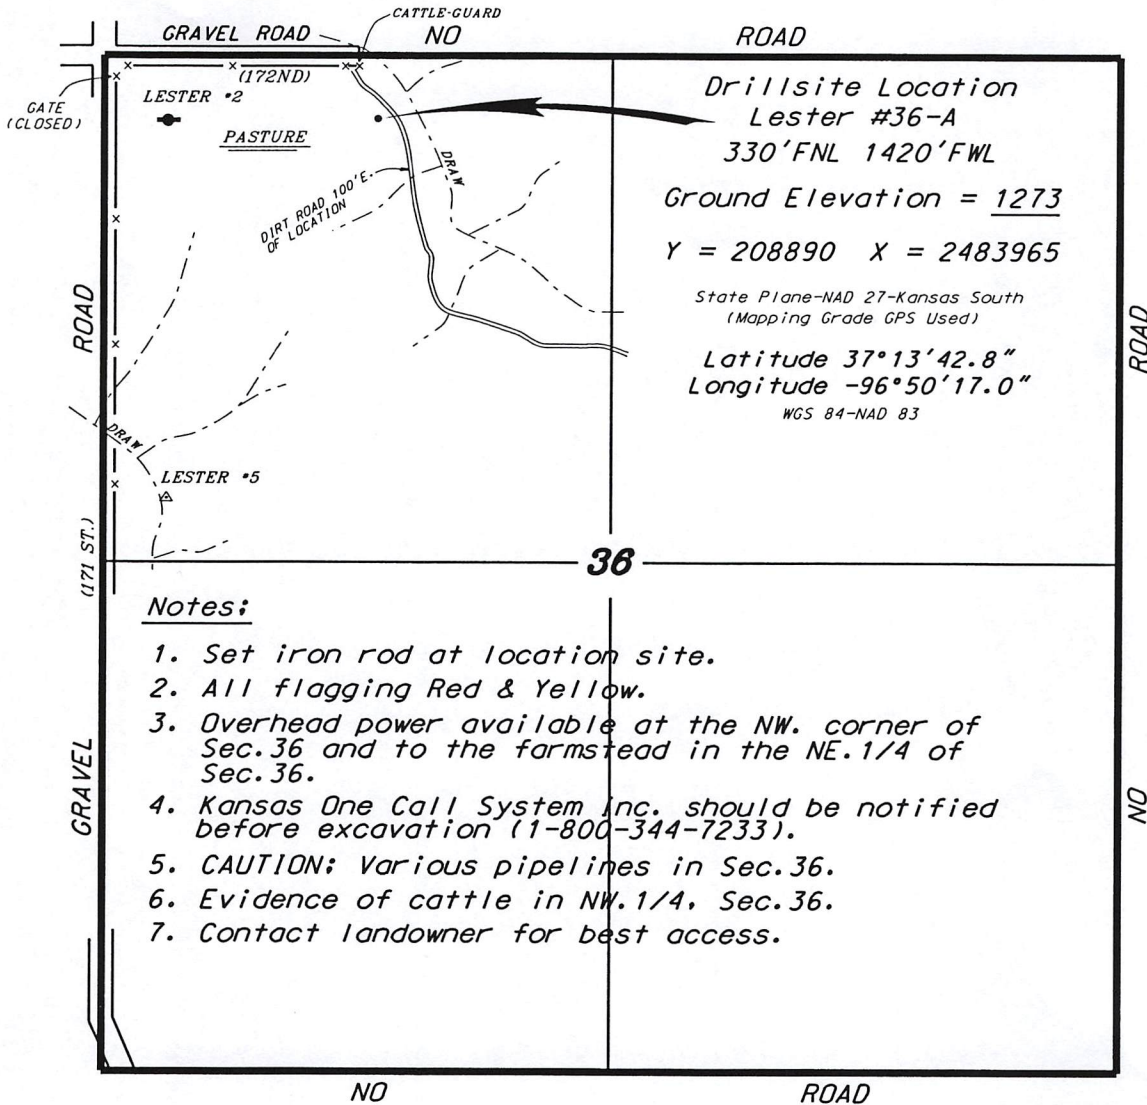 CATTLE-GUARD
GRAVEL ROAD
NO
ROAD
(172ND)
GATE
(CLOSED)
LESTER #2
PASTURE
DRAW
DIRT ROAD 100'E.
OF LOCATION
Drillsite Location
Lester #36-A
330'FNL 1420'FWL
Ground Elevation = 1273
Y = 208890 X = 2483965
State Plane-NAD 27-Kansas South
(Mapping Grade GPS Used)
Latitude 37°13'42.8"
Longitude -96°50'17.0"
WGS 84-NAD 83
ROAD
ROAD
DRAW
LESTER #5
(171 ST.)
36
Notes:
1. Set iron rod at location site.
2. All flagging Red & Yellow.
3. Overhead power available at the NW. corner of
Sec.36 and to the farmstead in the NE.1/4 of
Sec.36.
4. Kansas One Call System Inc. should be notified
before excavation (1-800-344-7233).
5. CAUTION: Various pipelines in Sec.36.
6. Evidence of cattle in NW.1/4, Sec.36.
7. Contact landowner for best access.
GRAVEL
NO
NO
ROAD